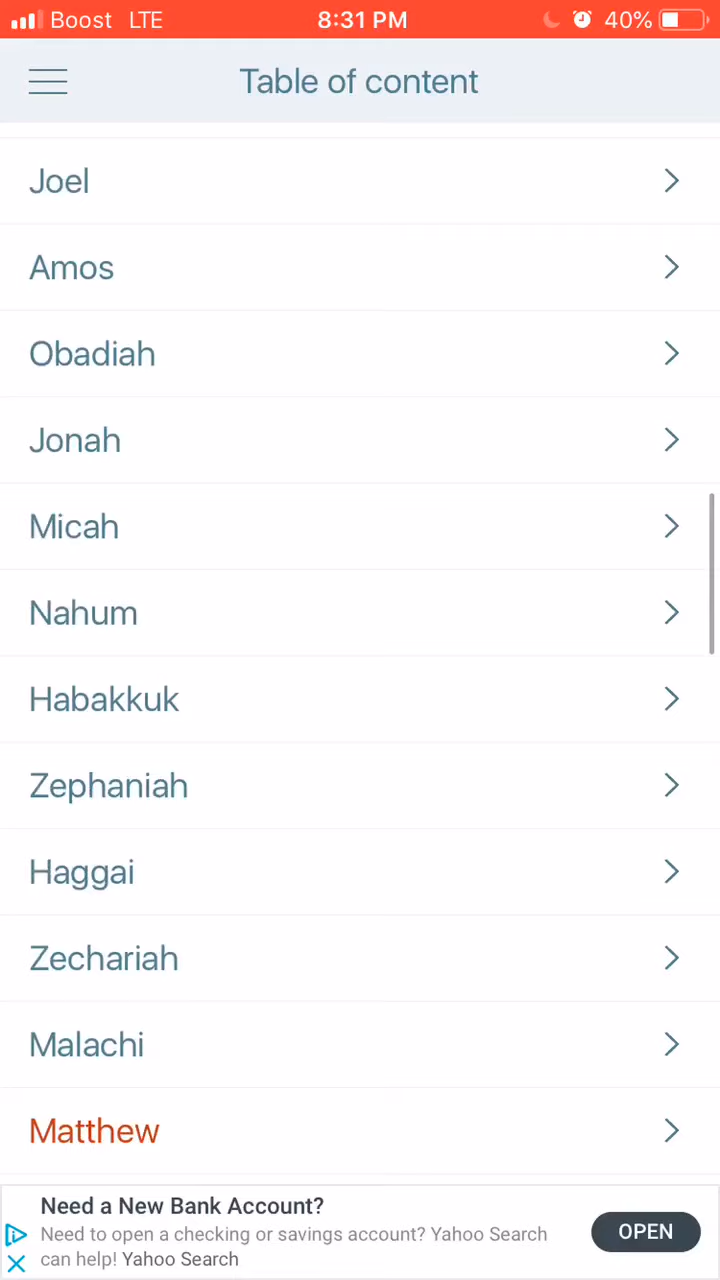 Boost LTE 8:31 PM 40%
Table of content
Joel
Amos
Obadiah
Jonah
Micah
Nahum
Habakkuk
Zephaniah
Haggai
Zechariah
Malachi
Matthew
Need a New Bank Account?
Need to open a checking or savings account? Yahoo Search
can help! Yahoo Search
OPEN